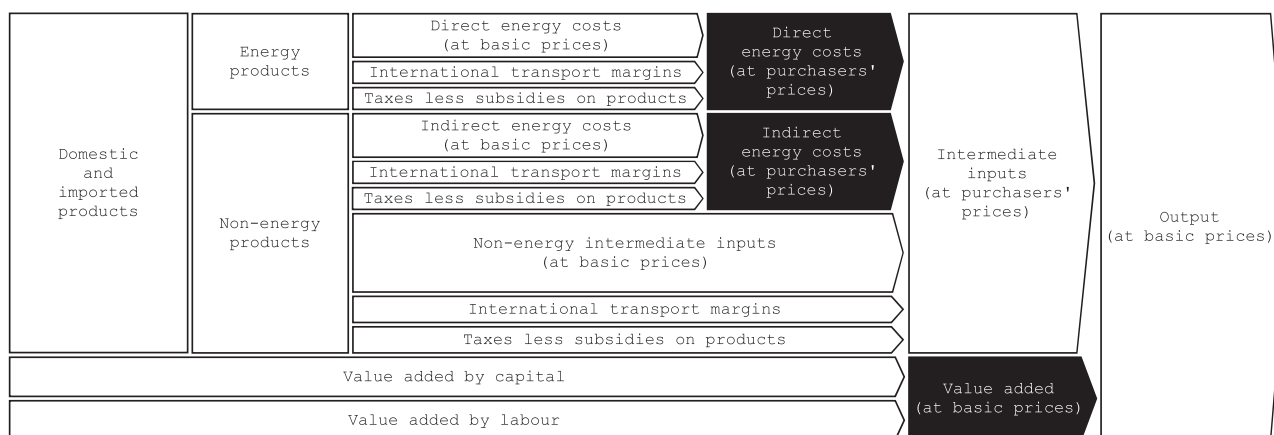 Domestic
and
imported
products
Energy
products
Non-energy
products
Direct energy costs
(at basic prices)
International transport margins
Taxes less subsidies on products
Indirect energy costs
(at basic prices)
International transport margins
Taxes less subsidies on products
Non-energy intermediate inputs
(at basic prices)
International transport margins
Taxes less subsidies on products
Value added by capital
Value added by labour
Direct
energy costs
(at purchasers'
prices)
Indirect
energy costs
(at purchasers'
prices)
Intermediate
inputs
(at purchasers'
prices)
Value added
(at basic prices)
Output
(at basic prices)